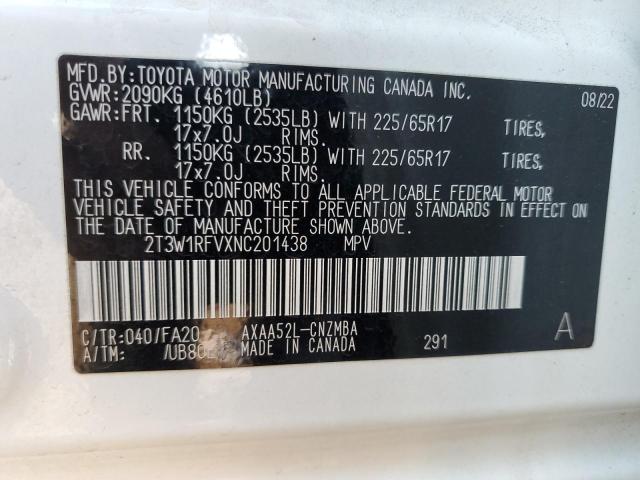 MFD.BY:TOYOTA MOTOR MANUFACTURING CANADA INC. 08/22
GVWR:2090KG (4610LB)
GAWR:FRT. 1150KG (2535LB) WITH 225/65R17 TIRES,
17x7.0J RIMS.
RR. 1150KG (2535LB) WITH 225/65R17 TIRES,
17x7.0J RIMS.
THIS VEHICLE CONFORMS TO ALL APPLICABLE FEDERAL MOTOR
VEHICLE SAFETY AND THEFT PREVENTION STANDARDS IN EFFECT ON
THE DATE OF MANUFACTURE SHOWN ABOVE.
2T3W1RFVXNC201438 MPV
C/TR:040/FA20 AXAA52L-CNZMBA A
A/TM: MADE IN CANADA 291